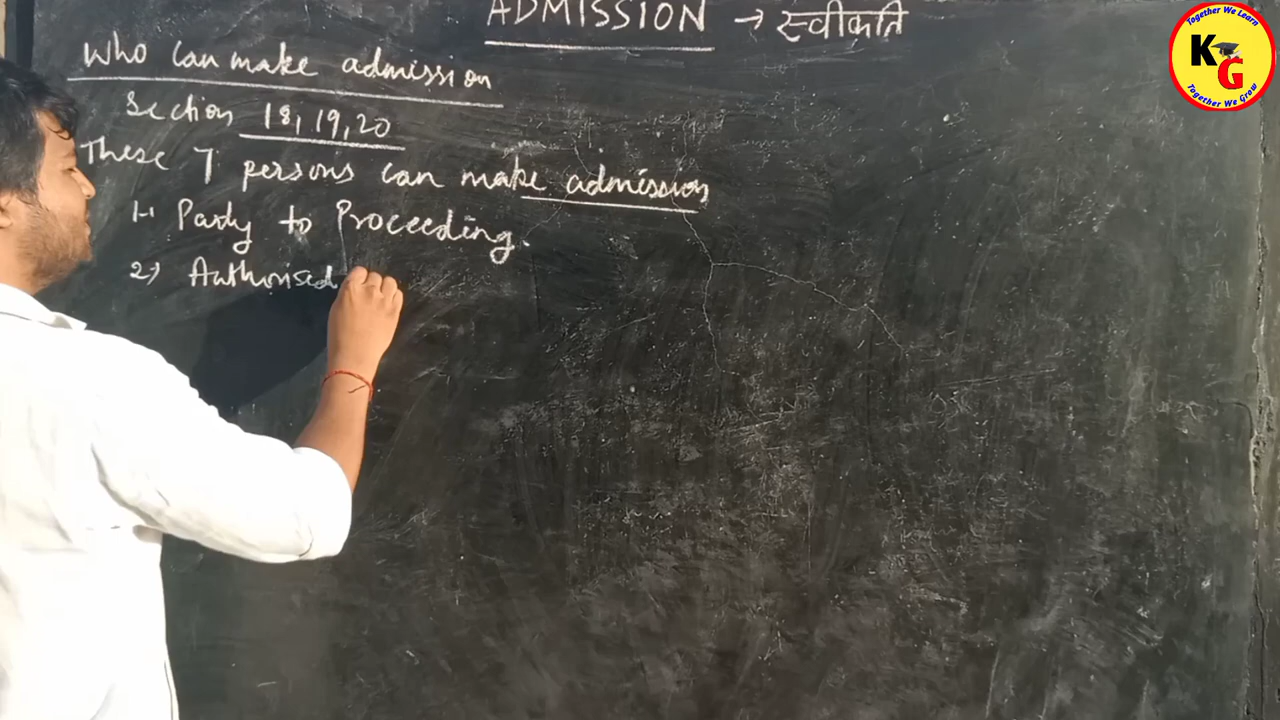 ADMISSION → स्वीकृति
Who Can make admission
Section 18, 19, 20
These 7 persons can make admission
1-) Party to Proceeding.
2-) Authorised
Together We Learn
KG
Together We Grow